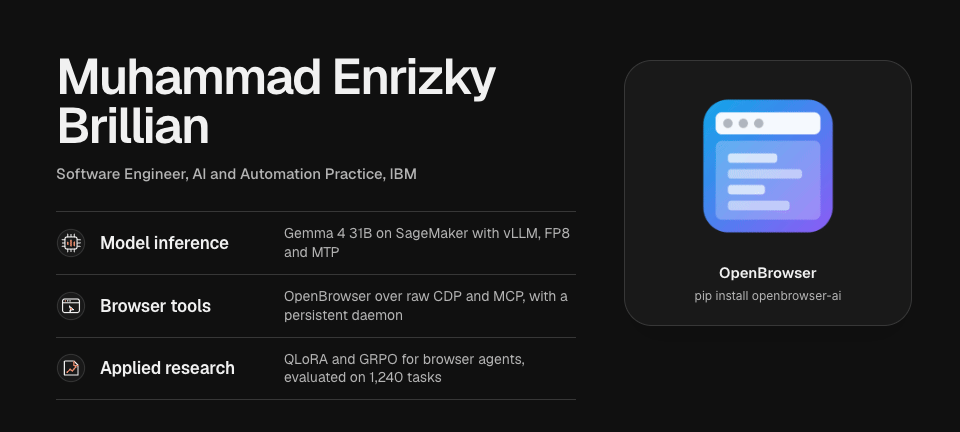 Muhammad Enrizky
Brillian
Software Engineer, AI and Automation Practice, IBM
Model inference
Gemma 4 31B on SageMaker with vLLM, FP8
and MTP
Browser tools
OpenBrowser over raw CDP and MCP, with a
persistent daemon
Applied research
QLoRA and GRPO for browser agents,
evaluated on 1,240 tasks
OpenBrowser
pip install openbrowser-ai